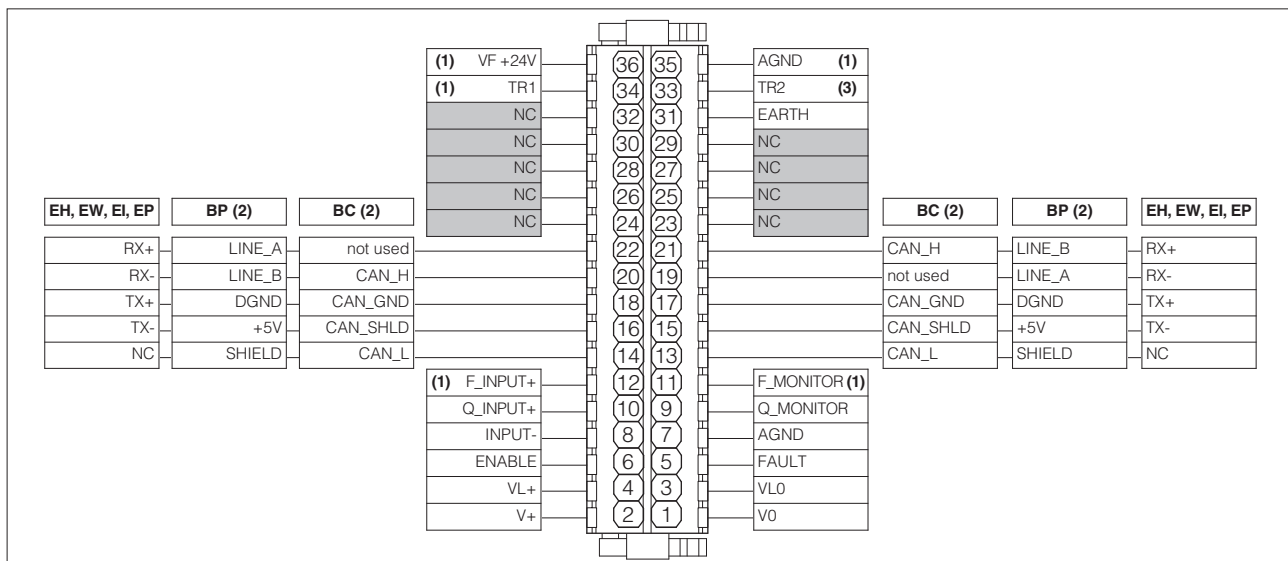 (1) VF +24V 36 35 AGND (1)
(1) TR1 34 33 TR2 (3)
NC 32 31 EARTH
NC 30 29 NC
NC 28 27 NC
NC 26 25 NC
NC 24 23 NC
EH, EW, EI, EP BP (2) BC (2) BC (2) BP (2) EH, EW, EI, EP
RX+ LINE_A not used 22 21 CAN_H LINE_B RX+
RX- LINE_B CAN_H 20 19 not used LINE_A RX-
TX+ DGND CAN_GND 18 17 CAN_GND DGND TX+
TX- +5V CAN_SHLD 16 15 CAN_SHLD +5V TX-
NC SHIELD CAN_L 14 13 CAN_L SHIELD NC
(1) F_INPUT+ 12 11 F_MONITOR (1)
Q_INPUT+ 10 9 Q_MONITOR
INPUT- 8 7 AGND
ENABLE 6 5 FAULT
VL+ 4 3 VL0
V+ 2 1 V0